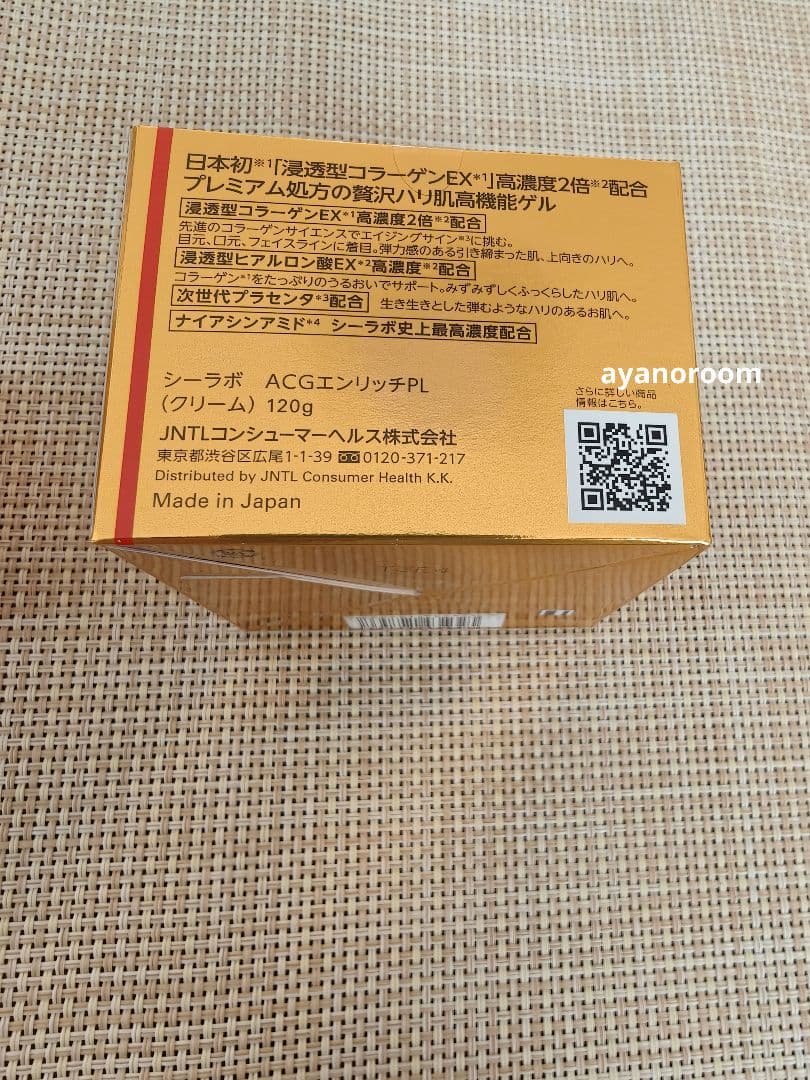 日本初※1「浸透型コラーゲンEX*1」高濃度2倍※2配合
プレミアム処方の贅沢ハリ肌高機能ゲル
浸透型コラーゲンEX*1高濃度2倍※2配合
先進のコラーゲンサイエンスでエイジングサイン*3に挑む。
目元、口元、フェイスラインに着目。弾力感のある引き締まった肌、上向きのハリへ。
浸透型ヒアルロン酸EX*2高濃度※2配合
コラーゲン*1をたっぷりのうるおいでサポート。みずみずしくふっくらしたハリ肌へ。
次世代プラセンタ*3配合 生き生きとした弾むようなハリのあるお肌へ。
ナイアシンアミド*4 シーラボ史上最高濃度配合
ayanoroom
さらに詳しい商品
情報はこちら。
シーラボ ACGエンリッチPL
(クリーム) 120g
JNTLコンシューマーヘルス株式会社
東京都渋谷区広尾1-1-39 0120-371-217
Distributed by JNTL Consumer Health K.K.
Made in Japan